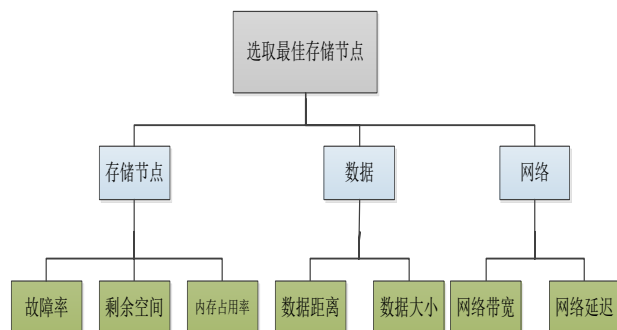 选取最佳存储节点
存储节点
数据
网络
故障率
剩余空间
内存占用率
数据距离
数据大小
网络带宽
网络延迟